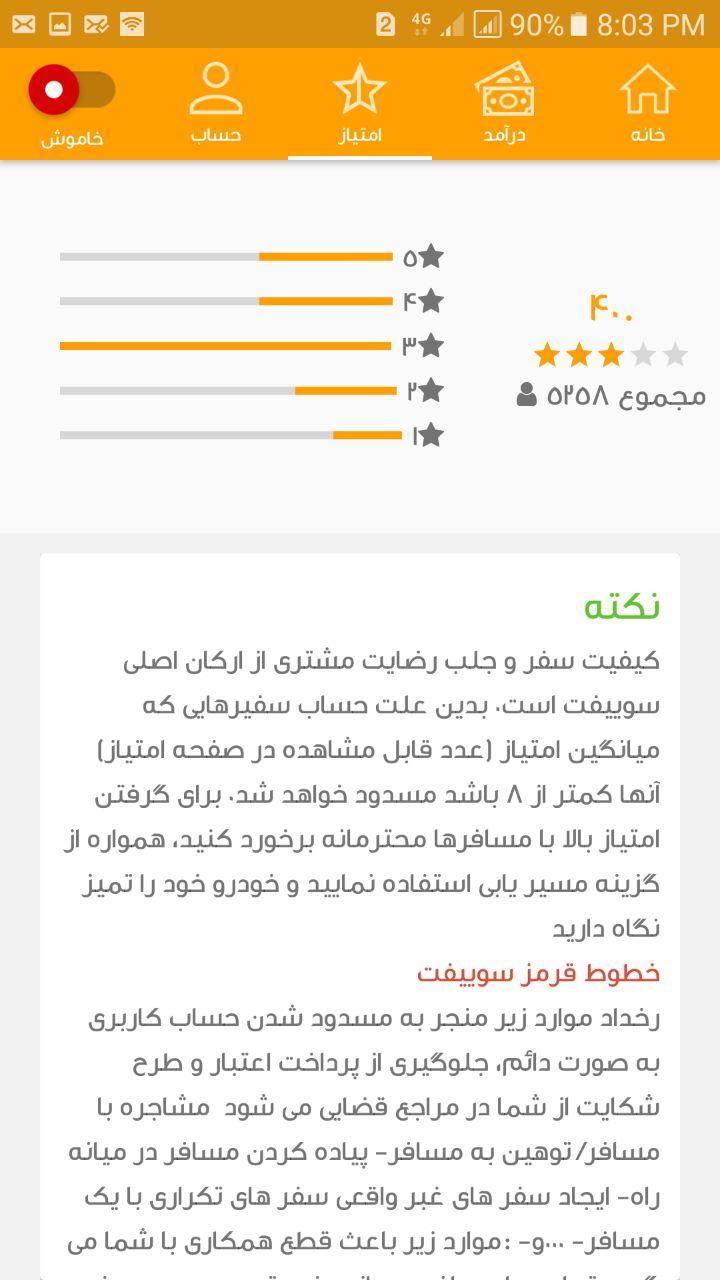 2 4G 90% 8:03 PM
خانه
درآمد
امتیاز
حساب
خاموش
۵
۴
۳
۲
۱
۴.۰۰
مجموع ۵۲۵۸
نکته
کیفیت سفر و جلب رضایت مشتری از ارکان اصلی
سوییفت است. بدین علت حساب سفیرهایی که
میانگین امتیاز (عدد قابل مشاهده در صفحه امتیاز)
آنها کمتر از ۸ باشد مسدود خواهد شد. برای گرفتن
امتیاز بالا با مسافرها محترمانه برخورد کنید، همواره از
گزینه مسیر یابی استفاده نمایید و خودرو خود را تمیز
نگاه دارید
خطوط قرمز سوییفت
رخداد موارد زیر منجر به مسدود شدن حساب کاربری
به صورت دائم، جلوگیری از پرداخت اعتبار و طرح
شکایت از شما در مراجع قضایی می شود  مشاجره با
مسافر/توهین به مسافر- پیاده کردن مسافر در میانه
راه- ایجاد سفر های غبر واقعی سفر های تکراری با یک
مسافر- ...و- :موارد زیر باعث قطع همکاری با شما می